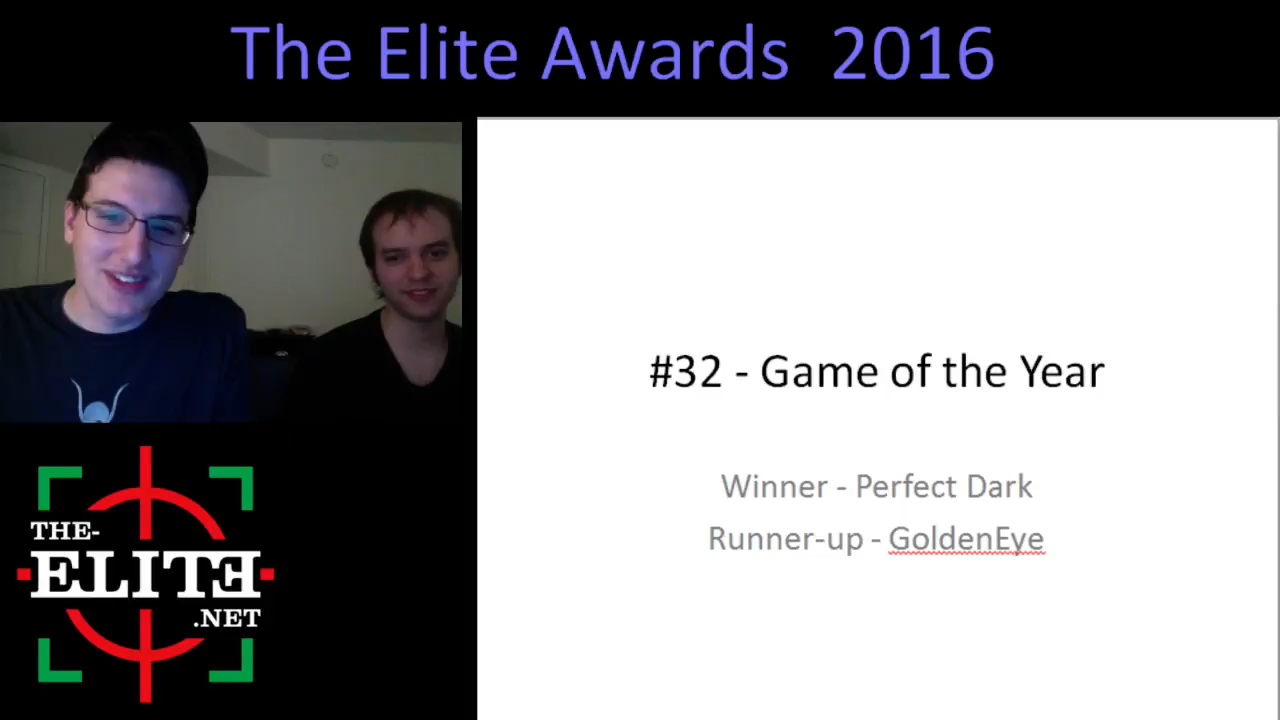 The Elite Awards 2016
#32 - Game of the Year
Winner - Perfect Dark
Runner-up - GoldenEye
THE-
ELITE
.NET